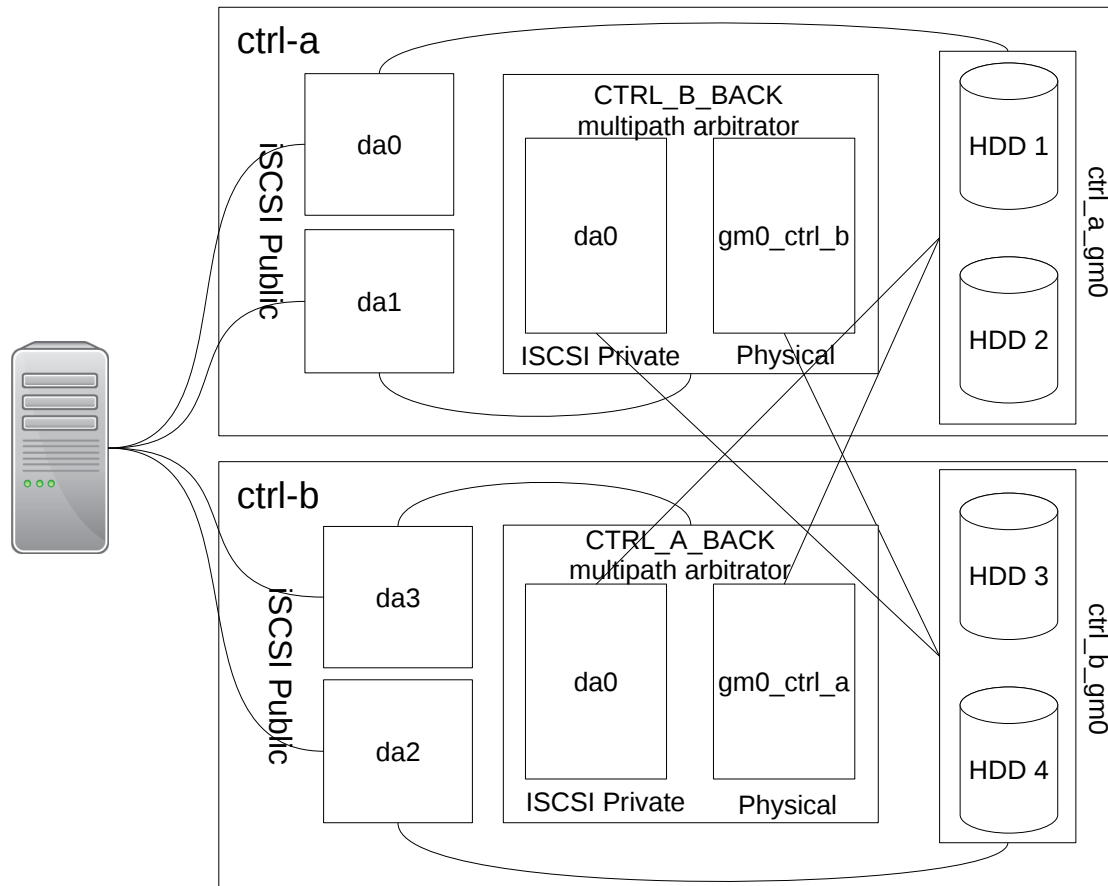 ctrl-a
da0
iSCSI Public
da1
CTRL_B_BACK
multipath arbitrator
da0
gm0_ctrl_b
ISCSI Private
Physical
HDD 1
HDD 2
ctrl_a_gm0
ctrl-b
da3
iSCSI Public
da2
CTRL_A_BACK
multipath arbitrator
da0
gm0_ctrl_a
ISCSI Private
Physical
HDD 3
HDD 4
ctrl_b_gm0